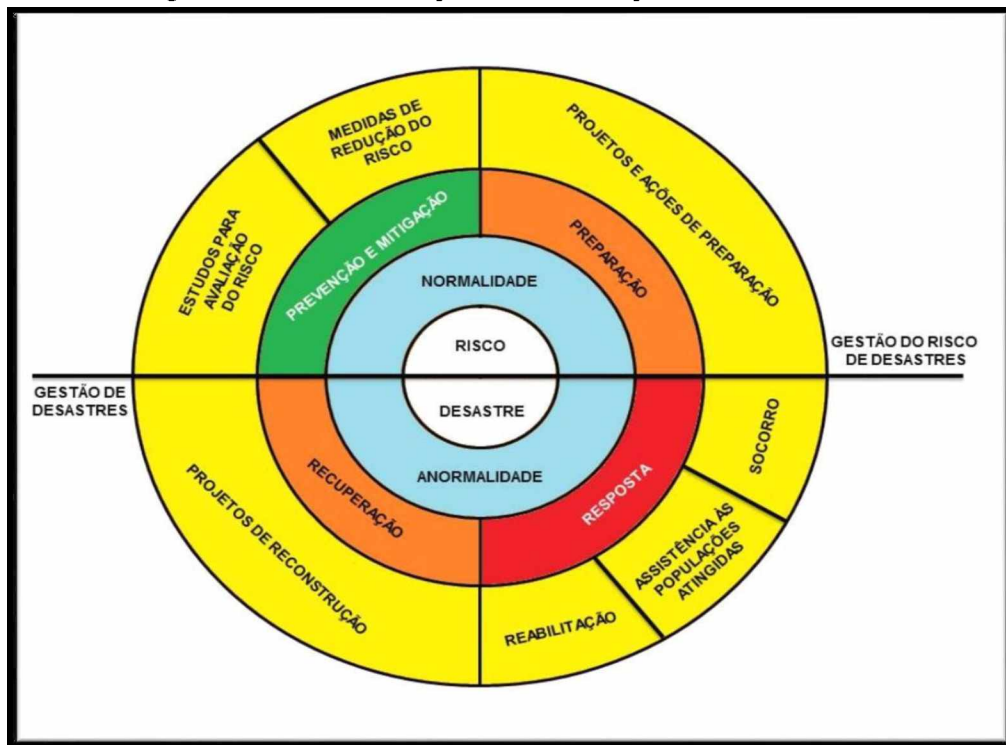 MEDIDAS DE
REDUÇÃO DO
RISCO
PROJETOS E AÇÕES DE PREPARAÇÃO
ESTUDOS PARA
AVALIAÇÃO
DO RISCO
PREVENÇÃO E MITIGAÇÃO
PREPARAÇÃO
NORMALIDADE
RISCO
GESTÃO DO RISCO
DE DESASTRES
GESTÃO DE
DESASTRES
DESASTRE
ANORMALIDADE
SOCORRO
RESPOSTA
RECUPERAÇÃO
PROJETOS DE RECONSTRUÇÃO
ASSISTÊNCIA ÀS
POPULAÇÕES
ATINGIDAS
REABILITAÇÃO